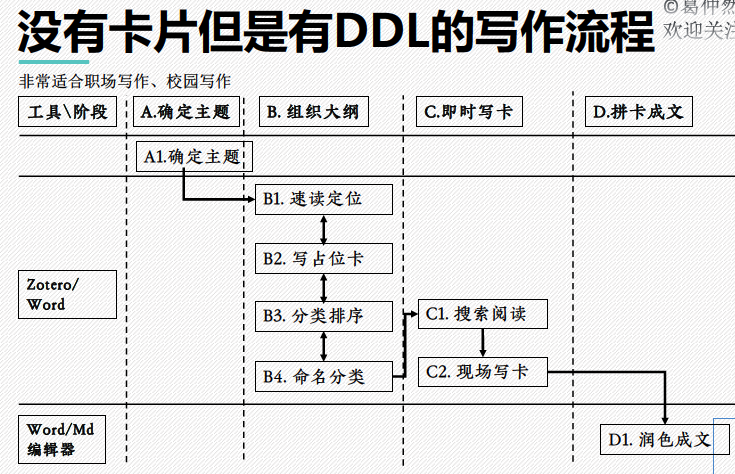 没有卡片但是有DDL的写作流程
©葛仲然
欢迎关注
非常适合职场写作、校园写作
工具\阶段
A.确定主题
B. 组织大纲
C.即时写卡
D.拼卡成文
A1.确定主题
B1. 速读定位
B2. 写占位卡
Zotero/
Word
B3. 分类排序
C1. 搜索阅读
B4. 命名分类
C2. 现场写卡
Word/Md
编辑器
D1. 润色成文